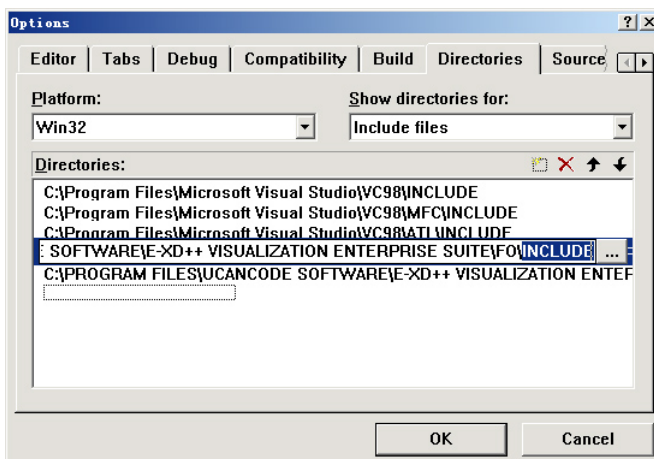 Options
Editor Tabs Debug Compatibility Build Directories Source
Platform: Show directories for:
Win32 Include files
Directories:
C:\Program Files\Microsoft Visual Studio\VC98\INCLUDE
C:\Program Files\Microsoft Visual Studio\VC98\MFC\INCLUDE
C:\Program Files\Microsoft Visual Studio\VC98\ATL\INCLUDE
SOFTWARE\E-XD++ VISUALIZATION ENTERPRISE SUITE\FO\INCLUDE ...
C:\PROGRAM FILES\UCANCODE SOFTWARE\E-XD++ VISUALIZATION ENTER
OK Cancel